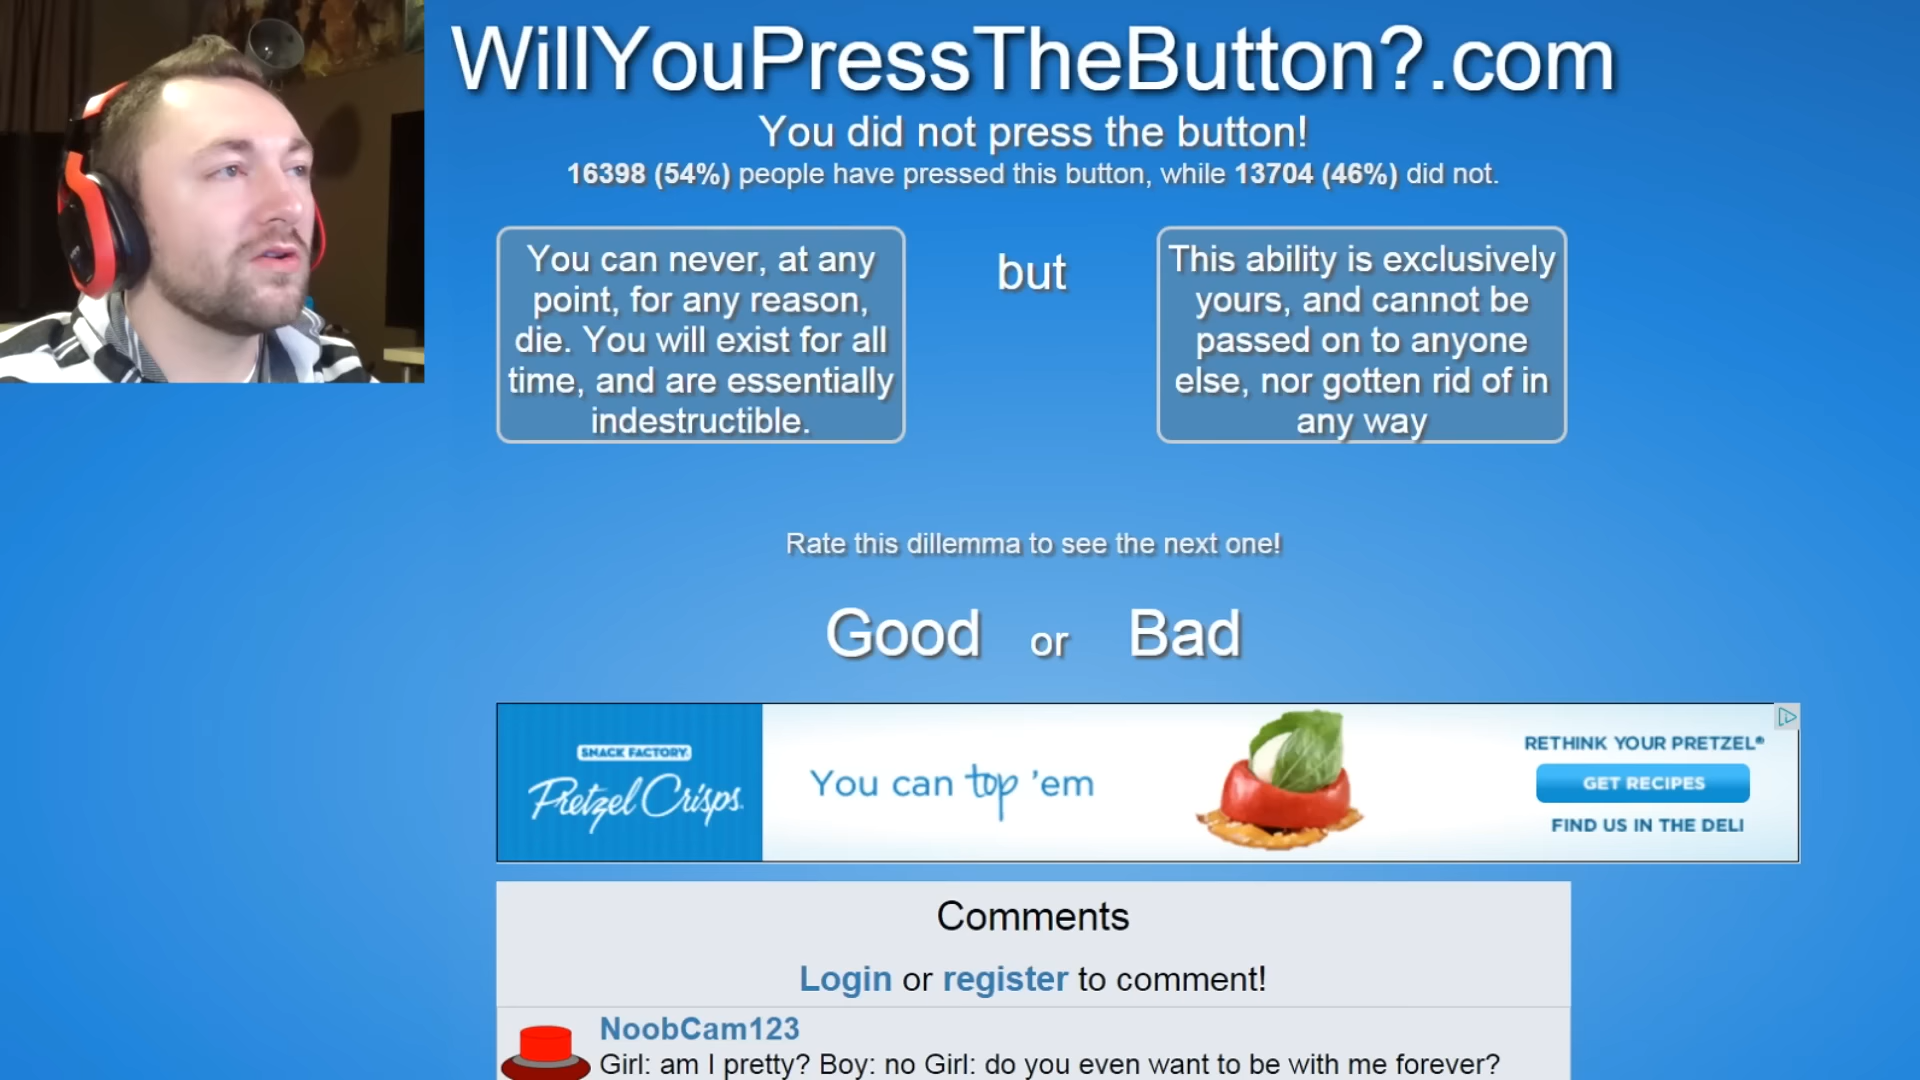 WillYouPressTheButton?.com
You did not press the button!
16398 (54%) people have pressed this button, while 13704 (46%) did not.
You can never, at any
point, for any reason,
die. You will exist for all
time, and are essentially
indestructible.
but
This ability is exclusively
yours, and cannot be
passed on to anyone
else, nor gotten rid of in
any way
Rate this dillemma to see the next one!
Good or Bad
SNACK FACTORY
Pretzel Crisps
You can top 'em
RETHINK YOUR PRETZEL®
GET RECIPES
FIND US IN THE DELI
Comments
Login or register to comment!
NoobCam123
Girl: am I pretty? Boy: no Girl: do you even want to be with me forever?